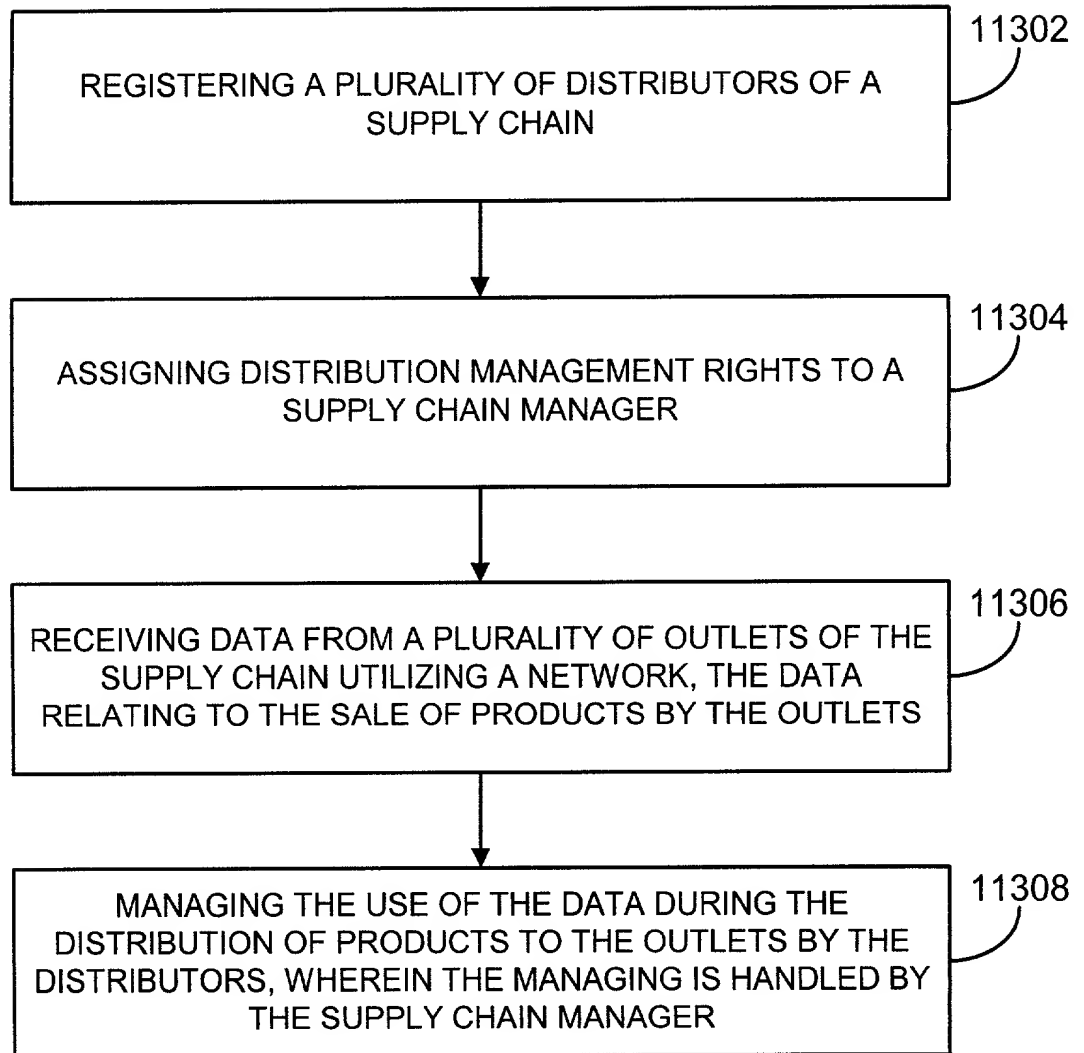 11302
REGISTERING A PLURALITY OF DISTRIBUTORS OF A
SUPPLY CHAIN
11304
ASSIGNING DISTRIBUTION MANAGEMENT RIGHTS TO A
SUPPLY CHAIN MANAGER
11306
RECEIVING DATA FROM A PLURALITY OF OUTLETS OF THE
SUPPLY CHAIN UTILIZING A NETWORK, THE DATA
RELATING TO THE SALE OF PRODUCTS BY THE OUTLETS
11308
MANAGING THE USE OF THE DATA DURING THE
DISTRIBUTION OF PRODUCTS TO THE OUTLETS BY THE
DISTRIBUTORS, WHEREIN THE MANAGING IS HANDLED BY
THE SUPPLY CHAIN MANAGER